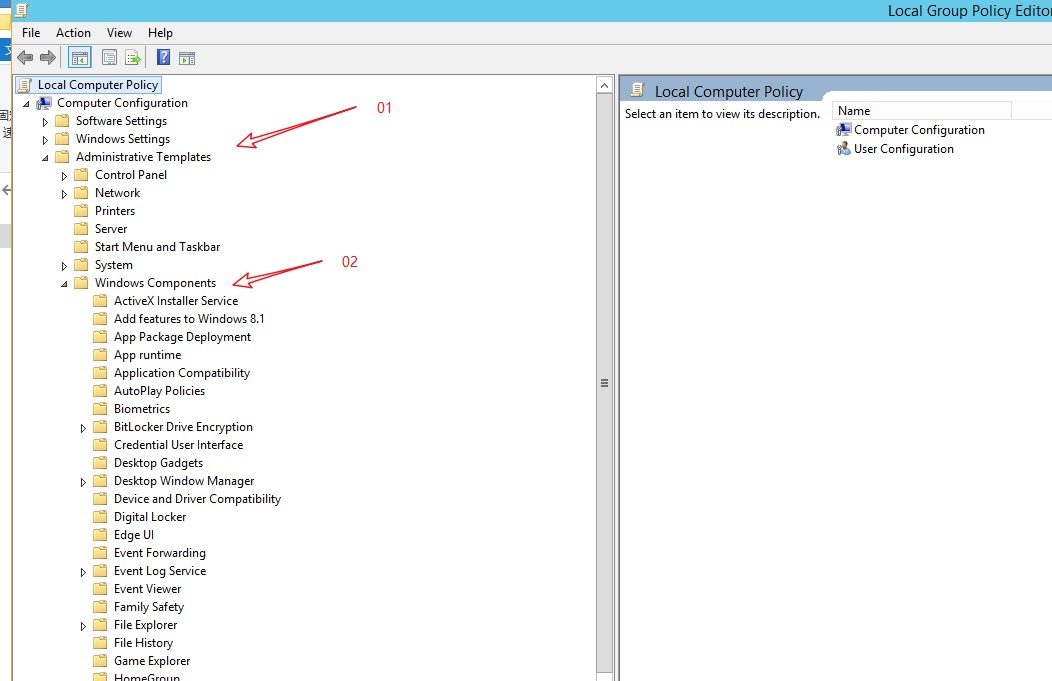 Local Group Policy Editor
File Action View Help
Local Computer Policy
Computer Configuration
Software Settings
Windows Settings
Administrative Templates
Control Panel
Network
Printers
Server
Start Menu and Taskbar
System
Windows Components
ActiveX Installer Service
Add features to Windows 8.1
App Package Deployment
App runtime
Application Compatibility
AutoPlay Policies
Biometrics
BitLocker Drive Encryption
Credential User Interface
Desktop Gadgets
Desktop Window Manager
Device and Driver Compatibility
Digital Locker
Edge UI
Event Forwarding
Event Log Service
Event Viewer
Family Safety
File Explorer
File History
Game Explorer
HomeGroup
01
02
Local Computer Policy
Select an item to view its description.
Name
Computer Configuration
User Configuration